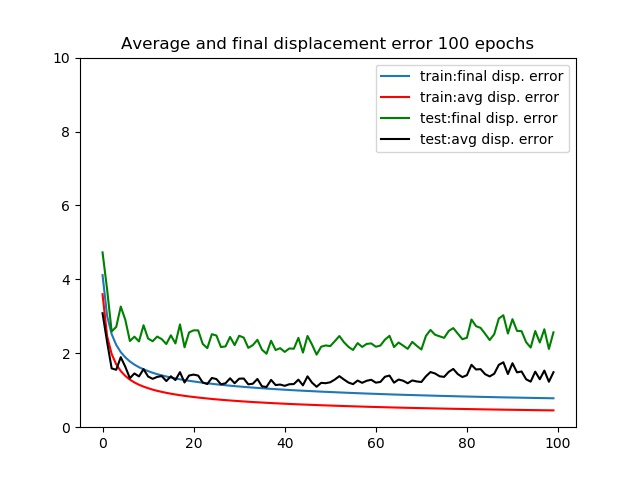 Average and final displacement error 100 epochs
10
8
6
4
2
0
train:final disp. error
train:avg disp. error
test:final disp. error
test:avg disp. error
0 20 40 60 80 100